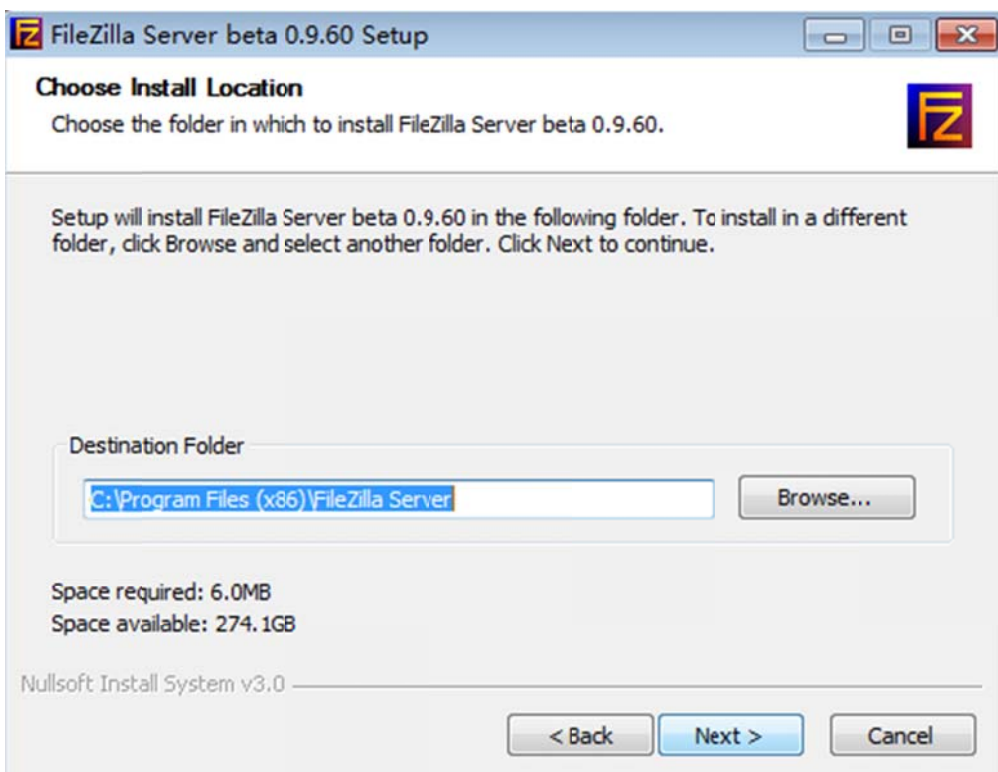 FileZilla Server beta 0.9.60 Setup
Choose Install Location
Choose the folder in which to install FileZilla Server beta 0.9.60.
FZ
Setup will install FileZilla Server beta 0.9.60 in the following folder. To install in a different
folder, click Browse and select another folder. Click Next to continue.
Destination Folder
C:\Program Files (x86)\FileZilla Server
Browse...
Space required: 6.0MB
Space available: 274.1GB
Nullsoft Install System v3.0
< Back
Next >
Cancel